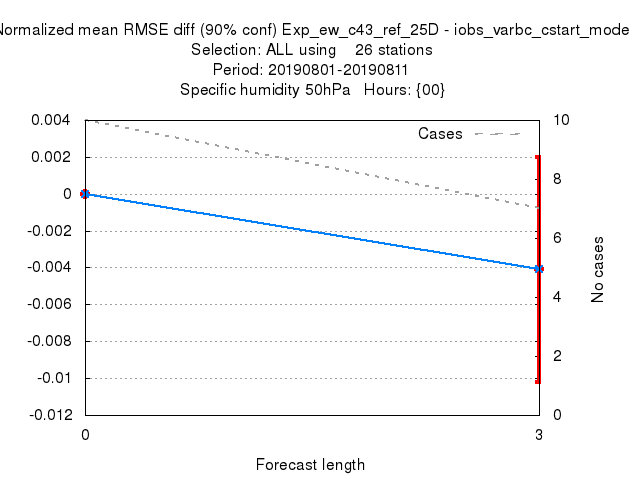 Normalized mean RMSE diff (90% conf) Exp_ew_c43_ref_25D - iobs_varbc_cstart_mode
Selection: ALL using 26 stations
Period: 20190801-20190811
Specific humidity 50hPa Hours: {00}
Cases
0.004
0.002
0
-0.002
-0.004
-0.006
-0.008
-0.01
-0.012
10
8
6
4
2
0
No cases
0
3
Forecast length